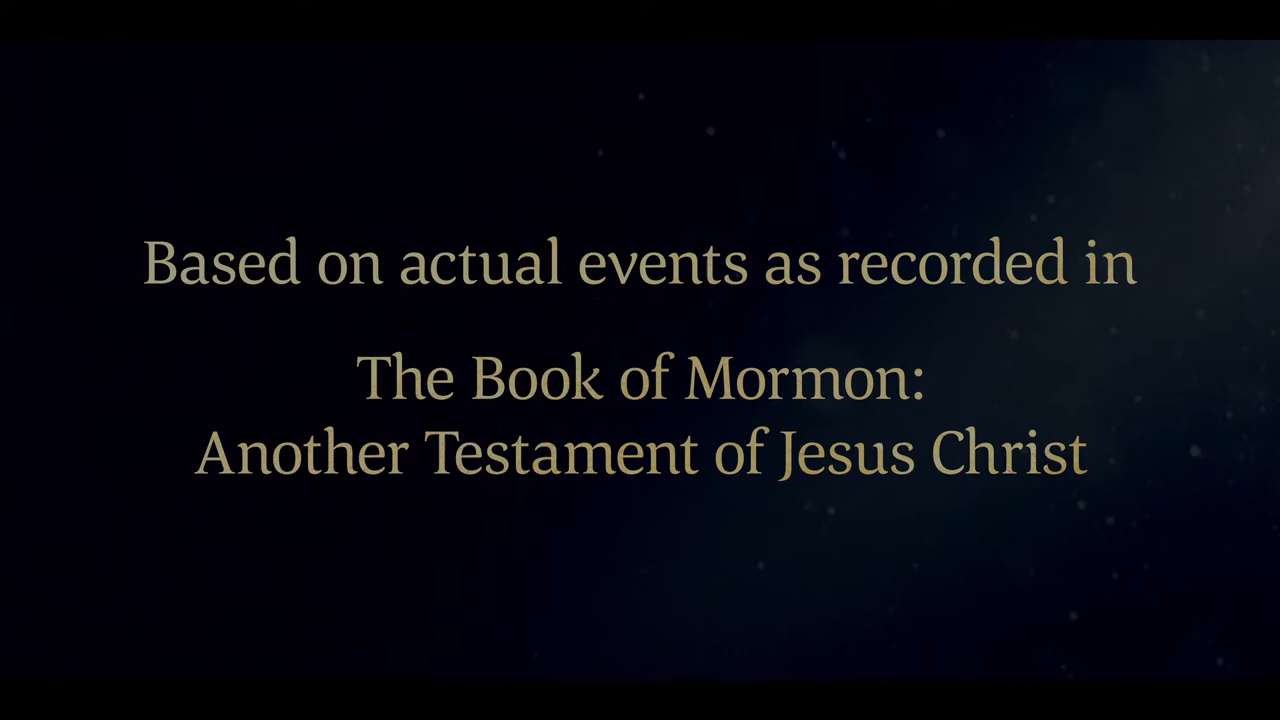 Based on actual events as recorded in
The Book of Mormon:
Another Testament of Jesus Christ